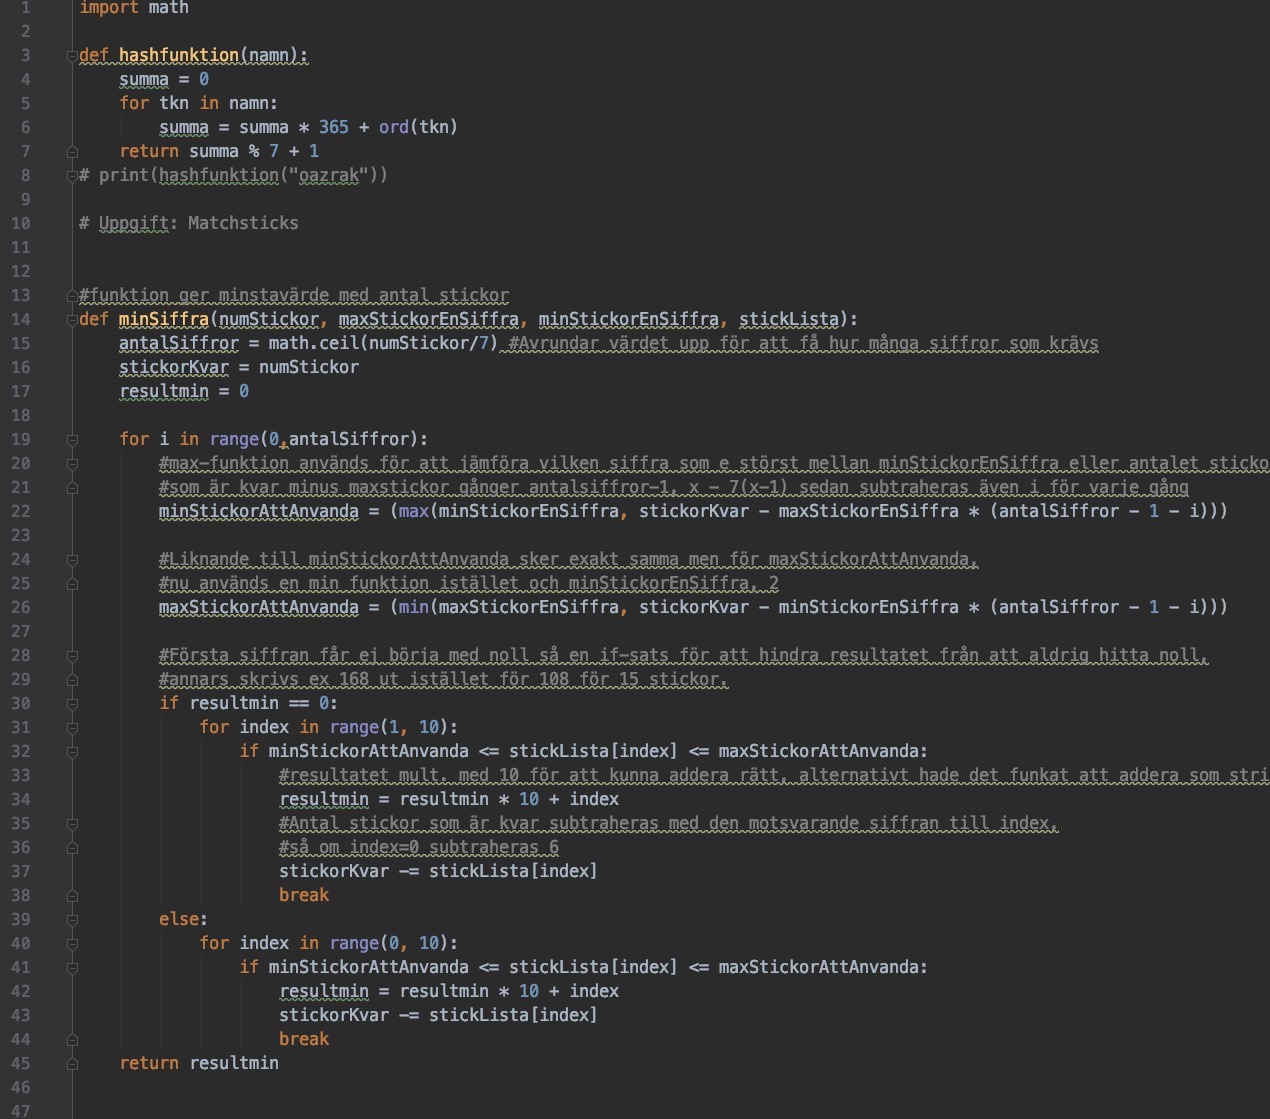 1 import math
2
3 def hashfunktion(namn):
4 summa = 0
5 for tkn in namn:
6 summa = summa * 365 + ord(tkn)
7 return summa % 7 + 1
8 # print(hashfunktion("oazrak"))
9
10 # Uppgift: Matchsticks
11
12
13 #funktion ger minstavärde med antal stickor
14 def minSiffra(numStickor, maxStickorEnSiffra, minStickorEnSiffra, stickLista):
15 antalSiffror = math.ceil(numStickor/7) #Avrundar värdet upp för att få hur många siffror som krävs
16 stickorKvar = numStickor
17 resultmin = 0
18
19 for i in range(0,antalSiffror):
20 #max-funktion används för att jämföra vilken siffra som e störst mellan minStickorEnSiffra eller antalet sticko
21 #som är kvar minus maxstickor gånger antalsiffror-1, x - 7(x-1) sedan subtraheras även i för varje gång
22 minStickorAttAnvanda = (max(minStickorEnSiffra, stickorKvar - maxStickorEnSiffra * (antalSiffror - 1 - i)))
23
24 #Liknande till minStickorAttAnvanda sker exakt samma men för maxStickorAttAnvanda,
25 #nu används en min funktion istället och minStickorEnSiffra, 2
26 maxStickorAttAnvanda = (min(maxStickorEnSiffra, stickorKvar - minStickorEnSiffra * (antalSiffror - 1 - i)))
27
28 #Första siffran får ej börja med noll så en if-sats för att hindra resultatet från att aldrig hitta noll,
29 #annars skrivs ex 168 ut istället för 108 för 15 stickor.
30 if resultmin == 0:
31 for index in range(1, 10):
32 if minStickorAttAnvanda <= stickLista[index] <= maxStickorAttAnvanda:
33 #resultatet mult. med 10 för att kunna addera rätt, alternativt hade det funkat att addera som stri
34 resultmin = resultmin * 10 + index
35 #Antal stickor som är kvar subtraheras med den motsvarande siffran till index,
36 #så om index=0 subtraheras 6
37 stickorKvar -= stickLista[index]
38 break
39 else:
40 for index in range(0, 10):
41 if minStickorAttAnvanda <= stickLista[index] <= maxStickorAttAnvanda:
42 resultmin = resultmin * 10 + index
43 stickorKvar -= stickLista[index]
44 break
45 return resultmin
46
47